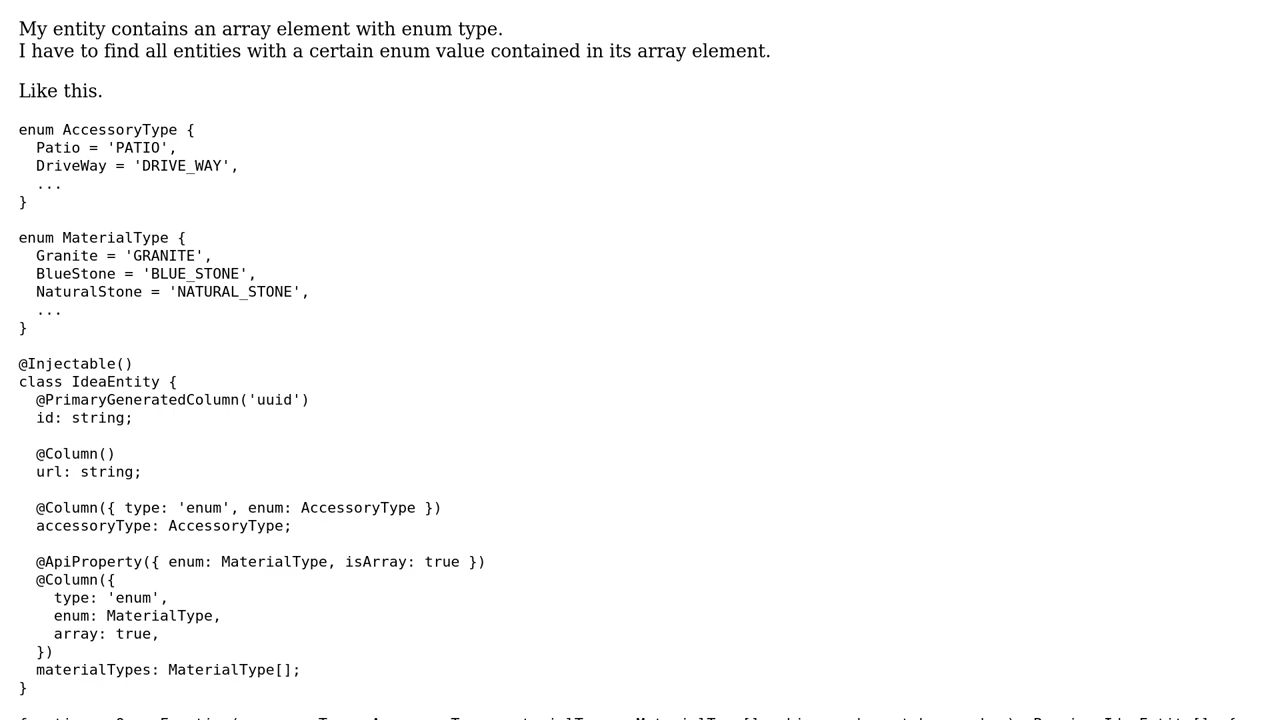 My entity contains an array element with enum type.
I have to find all entities with a certain enum value contained in its array element.
Like this.
enum AccessoryType {
  Patio = 'PATIO',
  DriveWay = 'DRIVE_WAY',
  ...
}
enum MaterialType {
  Granite = 'GRANITE',
  BlueStone = 'BLUE_STONE',
  NaturalStone = 'NATURAL_STONE',
  ...
}
@Injectable()
class IdeaEntity {
  @PrimaryGeneratedColumn('uuid')
  id: string;
  @Column()
  url: string;
  @Column({ type: 'enum', enum: AccessoryType })
  accessoryType: AccessoryType;
  @ApiProperty({ enum: MaterialType, isArray: true })
  @Column({
    type: 'enum',
    enum: MaterialType,
    array: true,
  })
  materialTypes: MaterialType[];
}